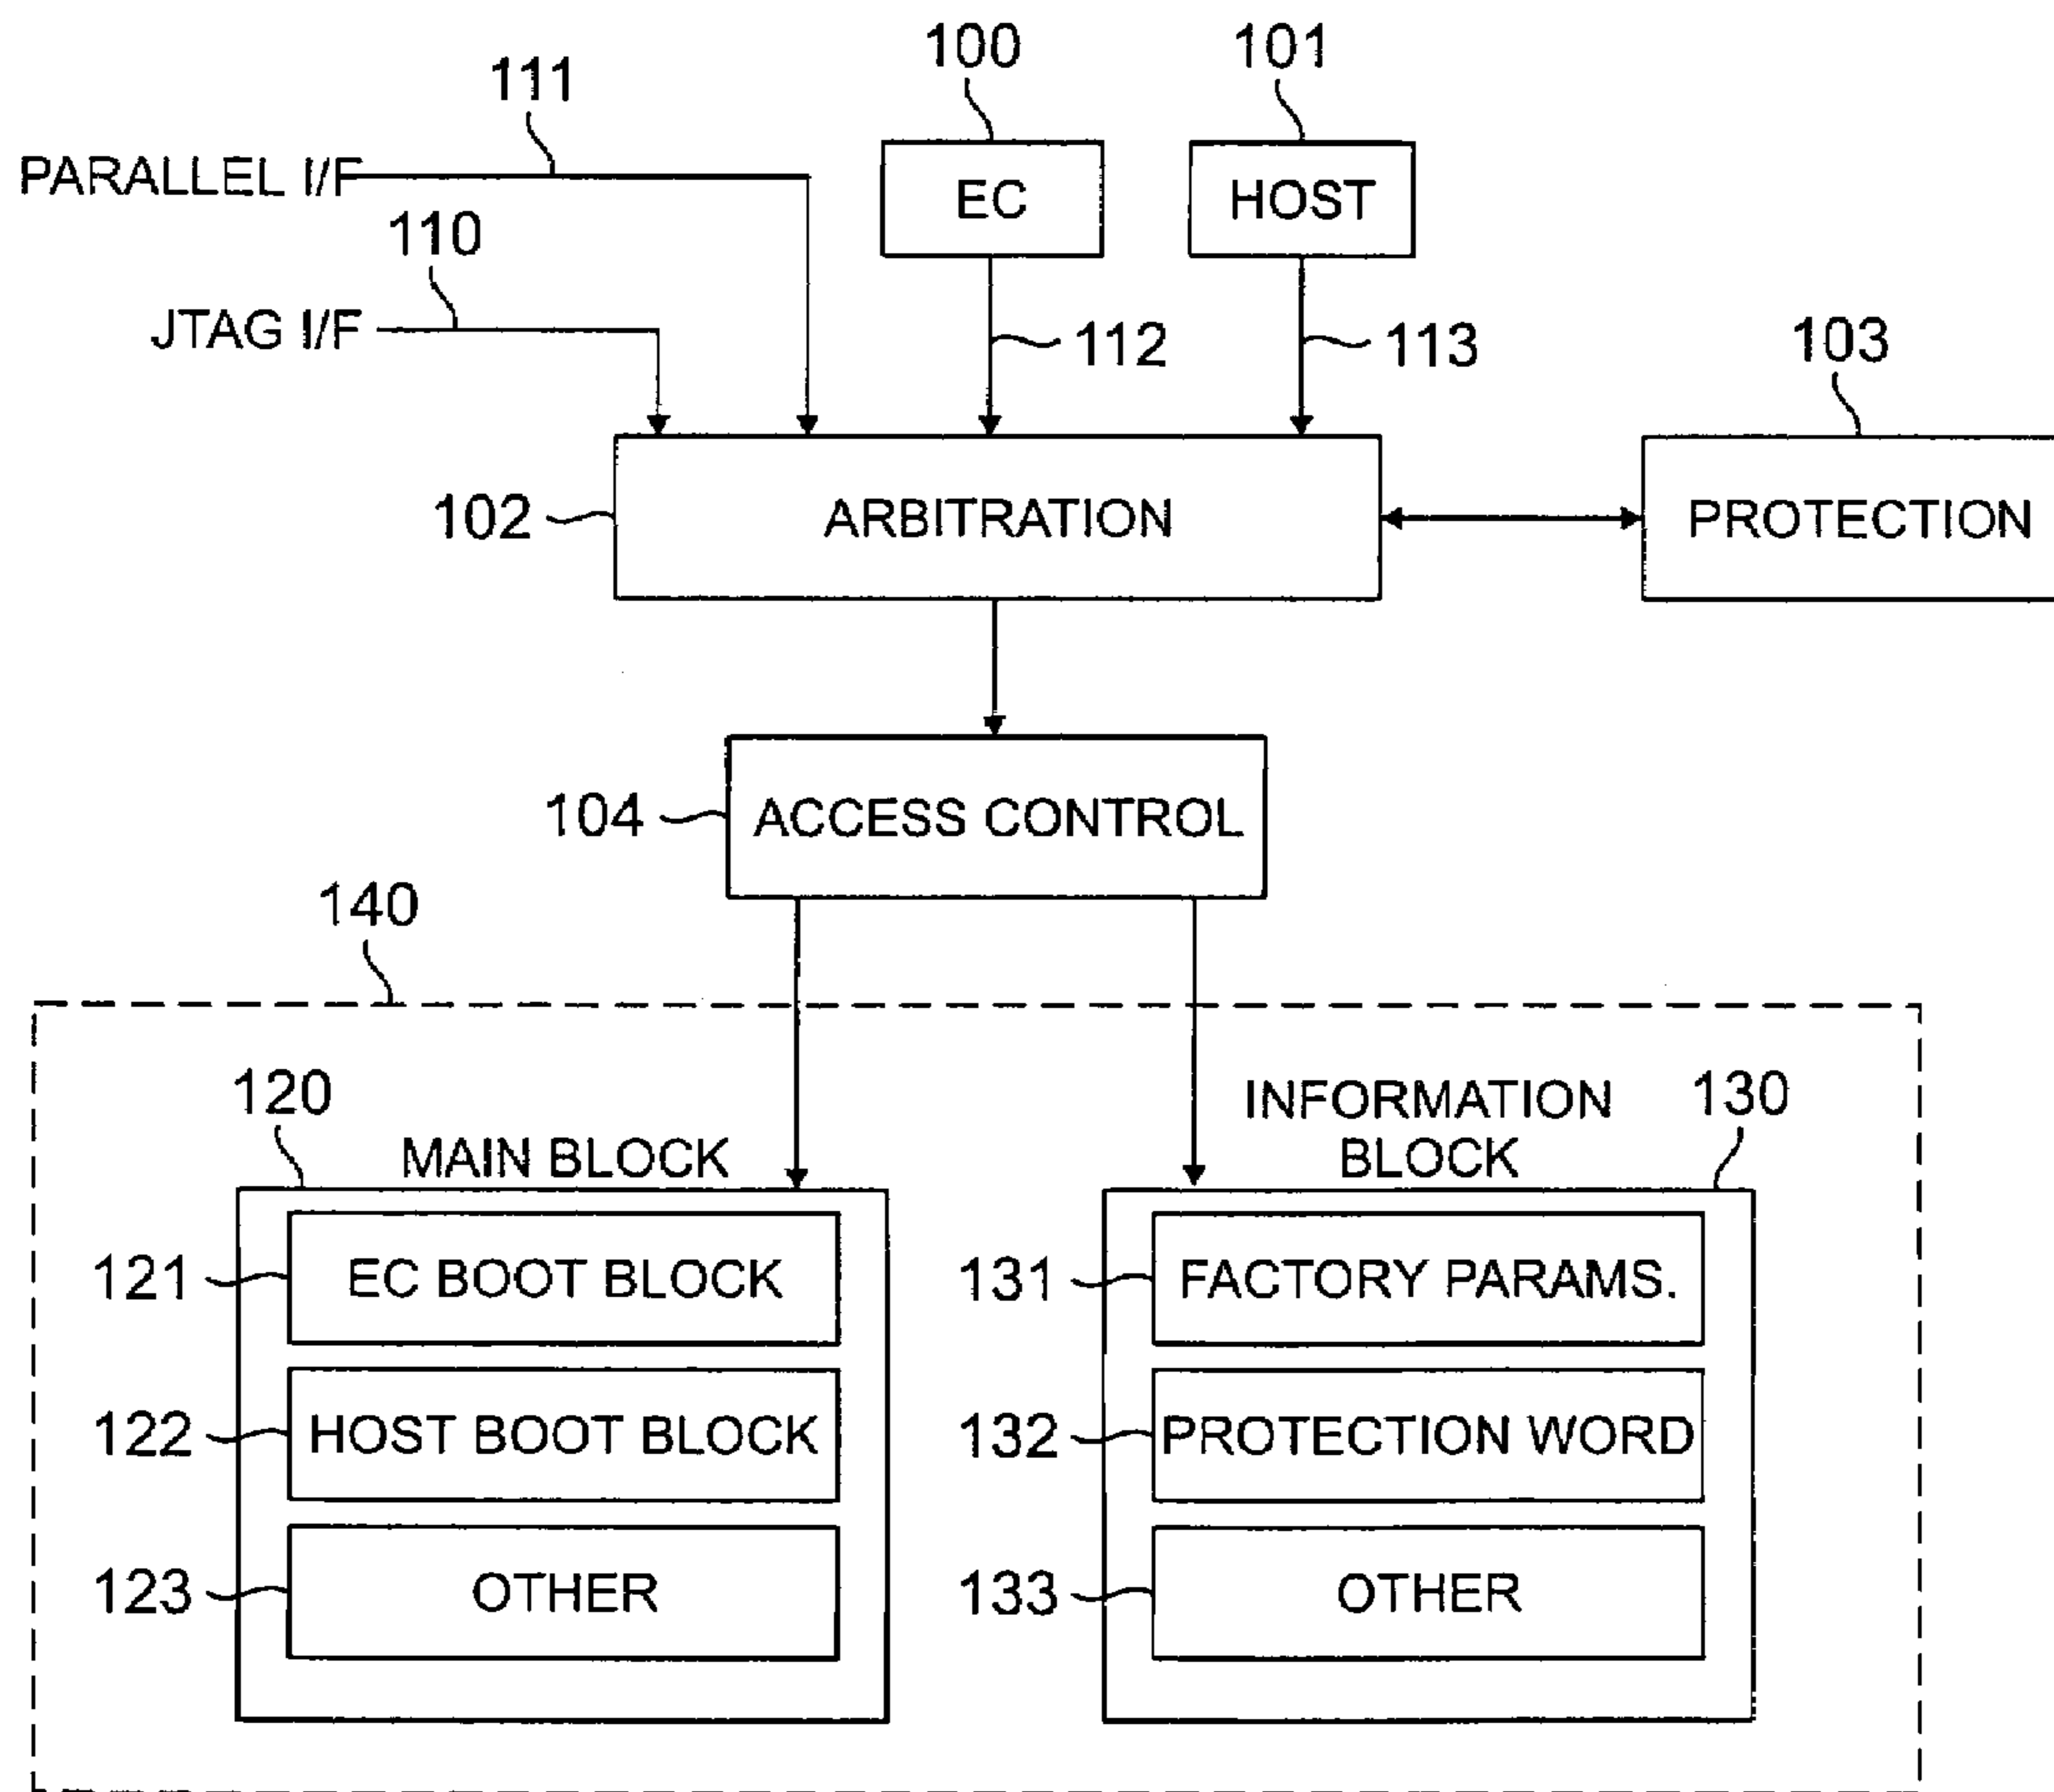 100
101
111
PARALLEL I/F
EC
HOST
110
JTAG I/F
112
113
103
102
ARBITRATION
PROTECTION
104
ACCESS CONTROL
140
120
MAIN BLOCK
INFORMATION
BLOCK
130
121
EC BOOT BLOCK
131
FACTORY PARAMS.
122
HOST BOOT BLOCK
132
PROTECTION WORD
123
OTHER
133
OTHER